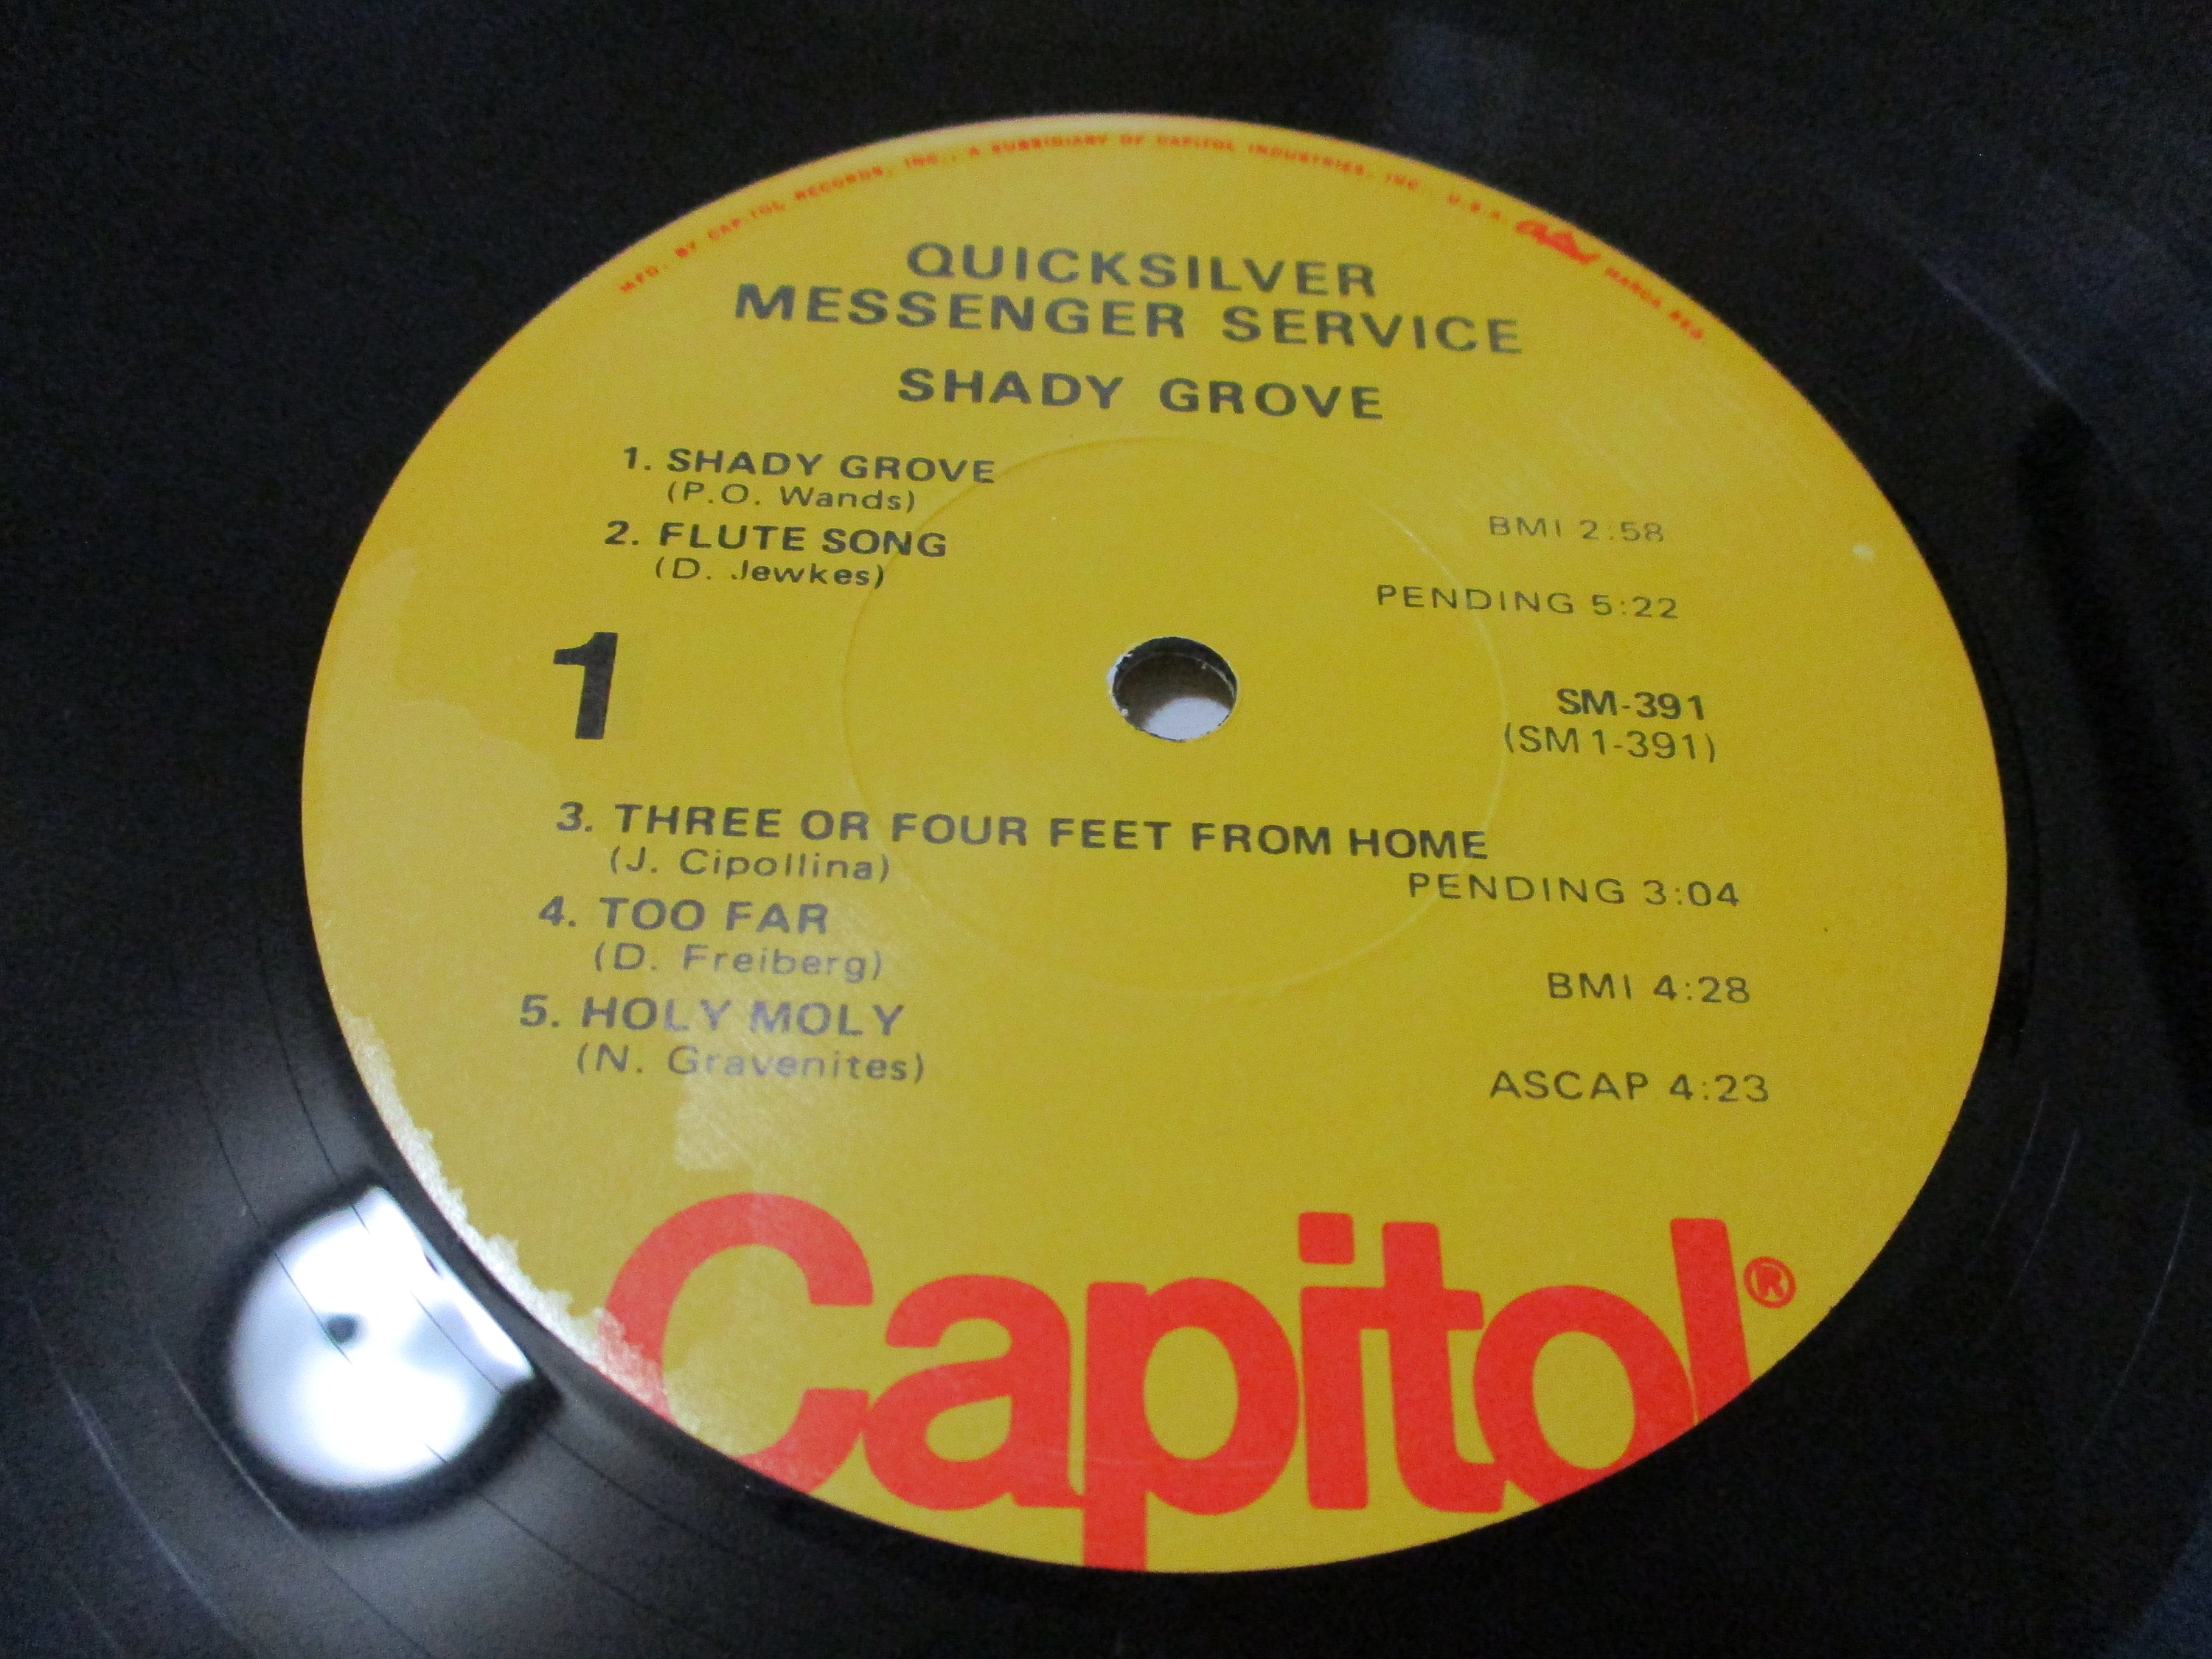 MFD. BY CAPITOL RECORDS, INC., A SUBSIDIARY OF CAPITOL INDUSTRIES, INC., U.S.A. Capitol MARCA REG.
QUICKSILVER
MESSENGER SERVICE
SHADY GROVE
1. SHADY GROVE
(P.O. Wands)
BMI 2:58
2. FLUTE SONG
(D. Jewkes)
PENDING 5:22
1
SM-391
(SM 1-391)
3. THREE OR FOUR FEET FROM HOME
(J. Cipollina)
PENDING 3:04
4. TOO FAR
(D. Freiberg)
BMI 4:28
5. HOLY MOLY
(N. Gravenites)
ASCAP 4:23
Capitol®